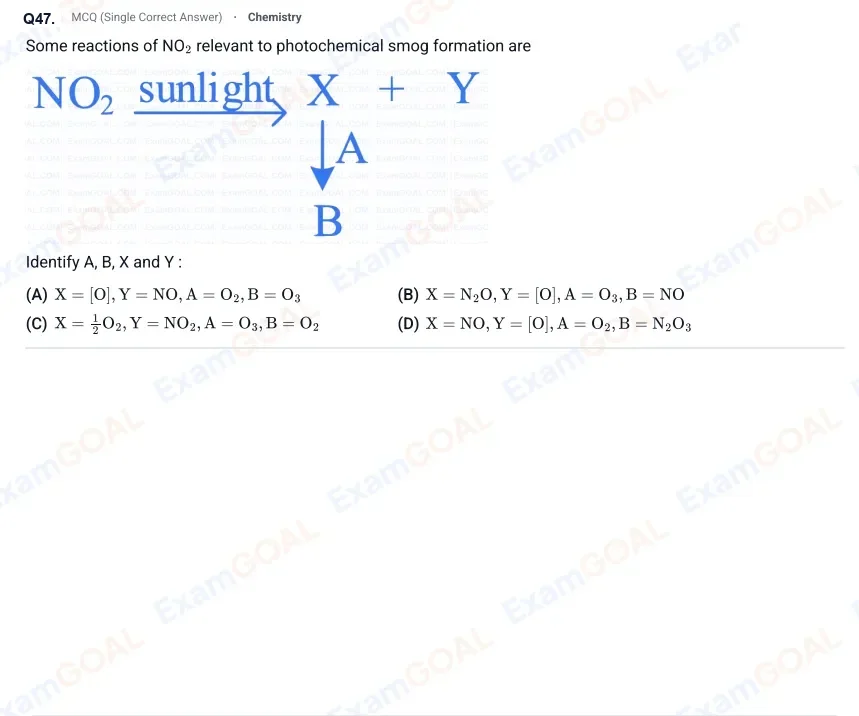 Q47. MCQ (Single Correct Answer) · Chemistry
Some reactions of NO₂ relevant to photochemical smog formation are
NO₂ sunlight X + Y
A
B
Identify A, B, X and Y :
(A) X = [O], Y = NO, A = O₂, B = O₃ (B) X = N₂O, Y = [O], A = O₃, B = NO
(C) X = ½O₂, Y = NO₂, A = O₃, B = O₂ (D) X = NO, Y = [O], A = O₂, B = N₂O₃
ExamGOAL